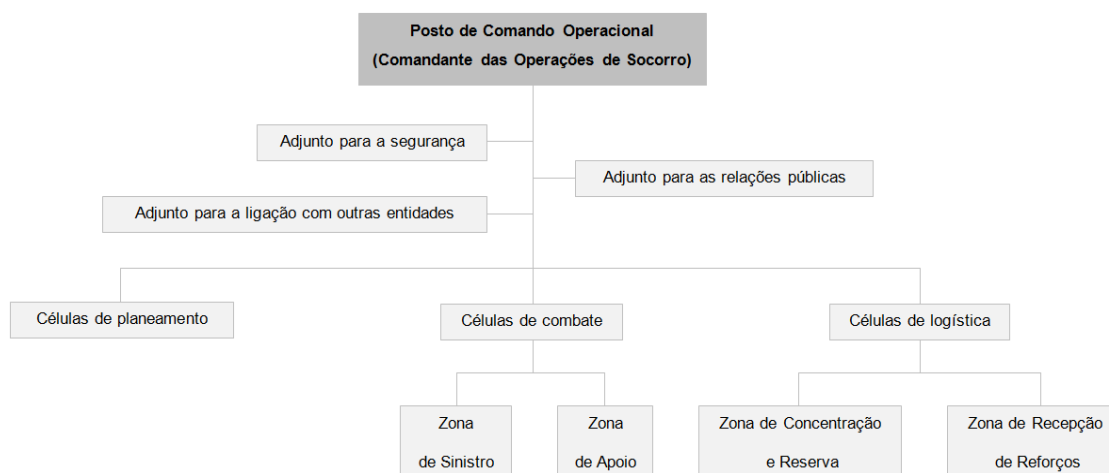 Posto de Comando Operacional
(Comandante das Operações de Socorro)
Adjunto para a segurança
Adjunto para as relações públicas
Adjunto para a ligação com outras entidades
Células de planeamento
Células de combate
Células de logística
Zona
de Sinistro
Zona
de Apoio
Zona de Concentração
e Reserva
Zona de Recepção
de Reforços